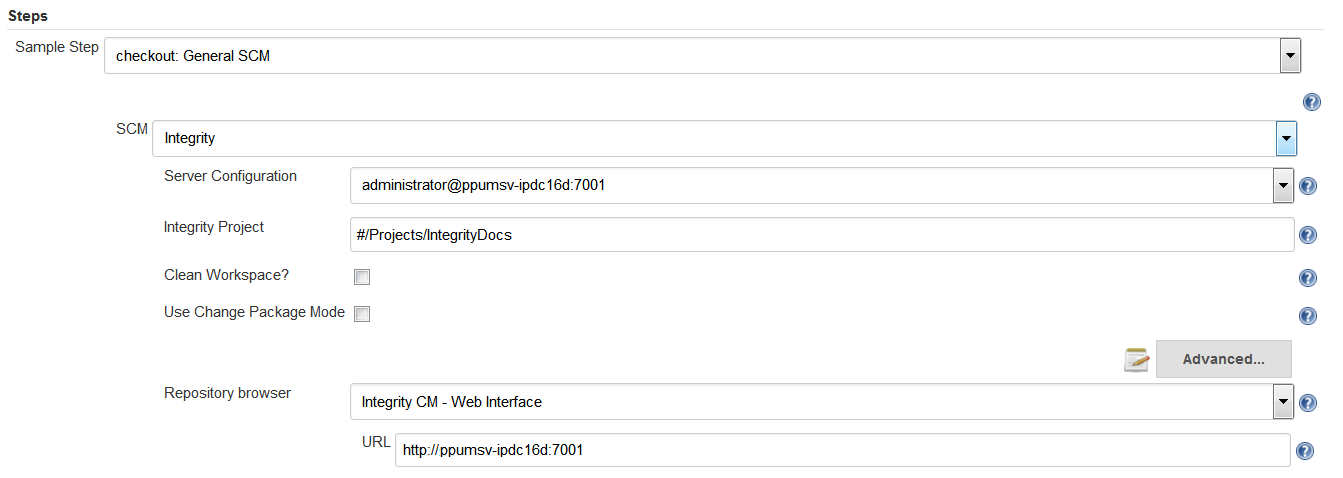 Steps
Sample Step checkout: General SCM
SCM Integrity
Server Configuration administrator@ppumsv-ipdc16d:7001
Integrity Project #/Projects/IntegrityDocs
Clean Workspace?
Use Change Package Mode
Advanced...
Repository browser Integrity CM - Web Interface
URL http://ppumsv-ipdc16d:7001